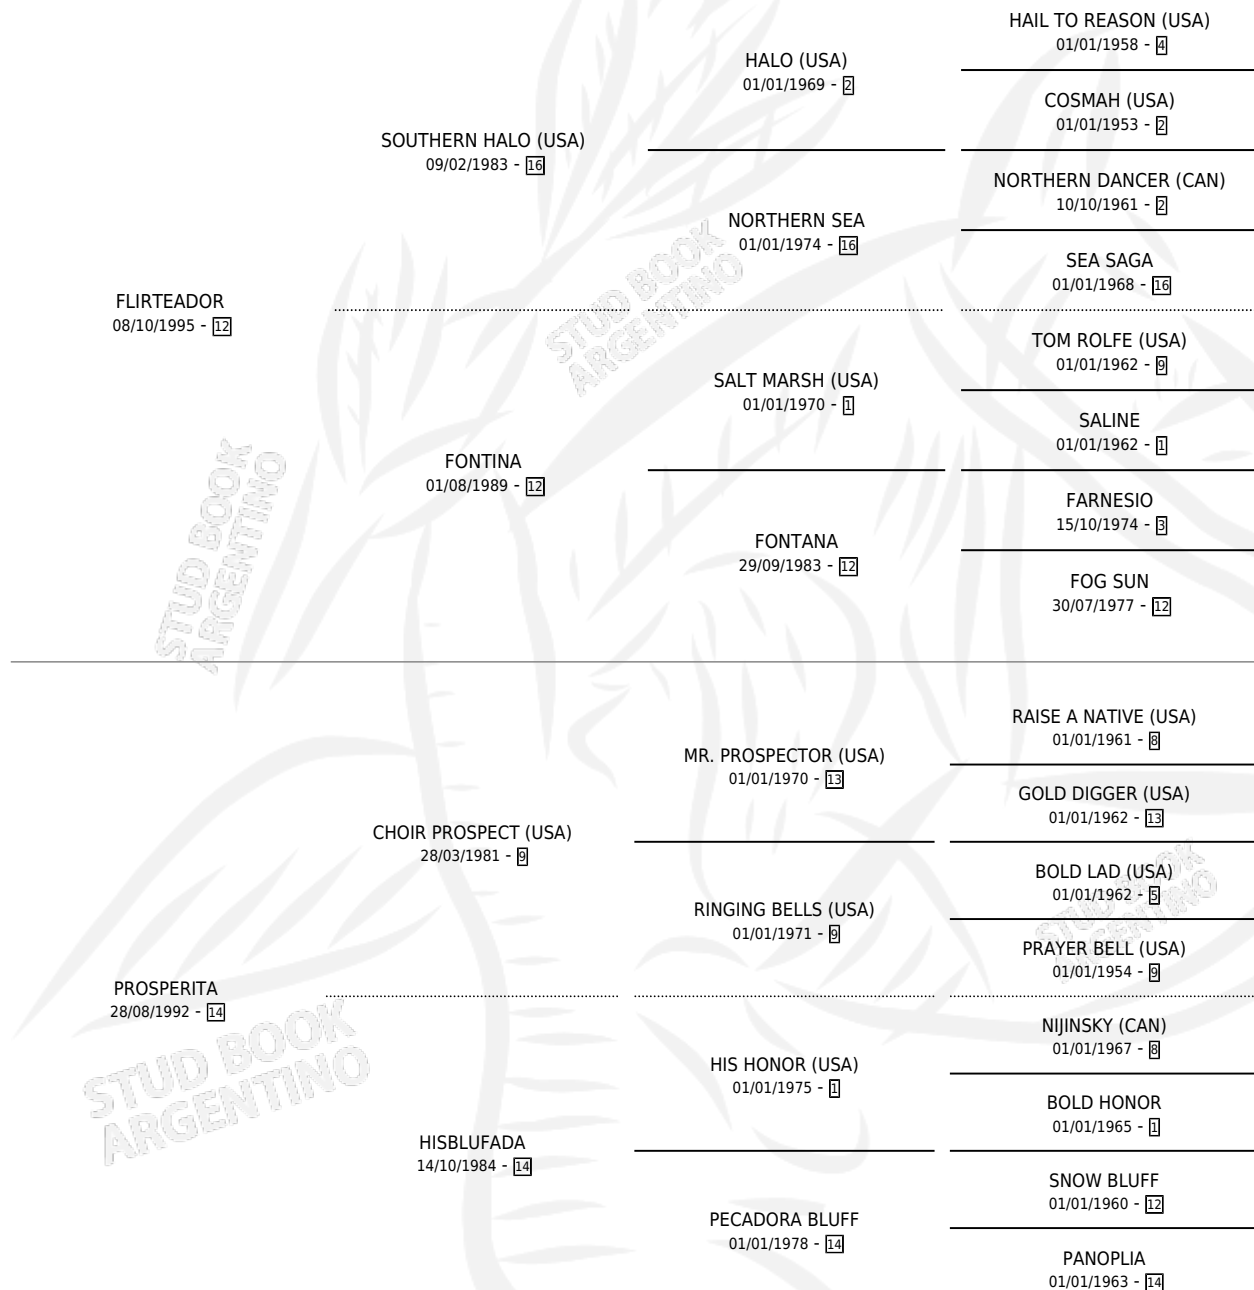 HAIL TO REASON (USA)
01/01/1958 - 4
HALO (USA)
01/01/1969 - 2
COSMAH (USA)
01/01/1953 - 2
SOUTHERN HALO (USA)
09/02/1983 - 16
NORTHERN DANCER (CAN)
10/10/1961 - 2
NORTHERN SEA
01/01/1974 - 16
SEA SAGA
01/01/1968 - 16
FLIRTEADOR
08/10/1995 - 12
STUD BOOK
ARGENTINO
TOM ROLFE (USA)
01/01/1962 - 9
SALT MARSH (USA)
01/01/1970 - 1
SALINE
01/01/1962 - 1
FONTINA
01/08/1989 - 12
FARNESIO
15/10/1974 - 3
FONTANA
29/09/1983 - 12
FOG SUN
30/07/1977 - 12
STUD BOOK
ARGENTINO
RAISE A NATIVE (USA)
01/01/1961 - 8
MR. PROSPECTOR (USA)
01/01/1970 - 13
GOLD DIGGER (USA)
01/01/1962 - 13
CHOIR PROSPECT (USA)
28/03/1981 - 9
BOLD LAD (USA)
01/01/1962 - 5
RINGING BELLS (USA)
01/01/1971 - 9
STUD BOOK
ARGENTINO
PRAYER BELL (USA)
01/01/1954 - 9
PROSPERITA
28/08/1992 - 14
NIJINSKY (CAN)
01/01/1967 - 8
HIS HONOR (USA)
01/01/1975 - 1
STUD BOOK
ARGENTINO
BOLD HONOR
01/01/1965 - 1
HISBLUFADA
14/10/1984 - 14
SNOW BLUFF
01/01/1960 - 12
PECADORA BLUFF
01/01/1978 - 14
PANOPLIA
01/01/1963 - 14